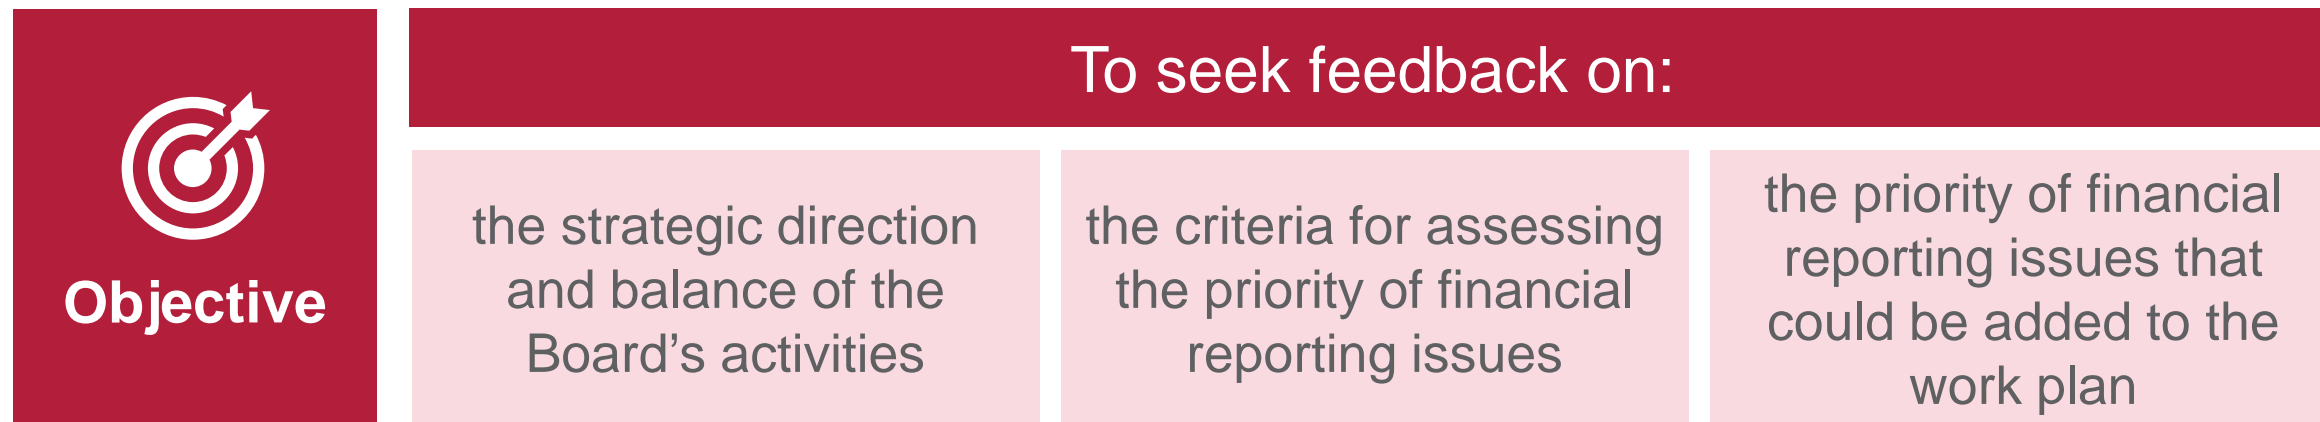 Objective
To seek feedback on:
the strategic direction
and balance of the
Board’s activities
the criteria for assessing
the priority of financial
reporting issues
the priority of financial
reporting issues that
could be added to the
work plan